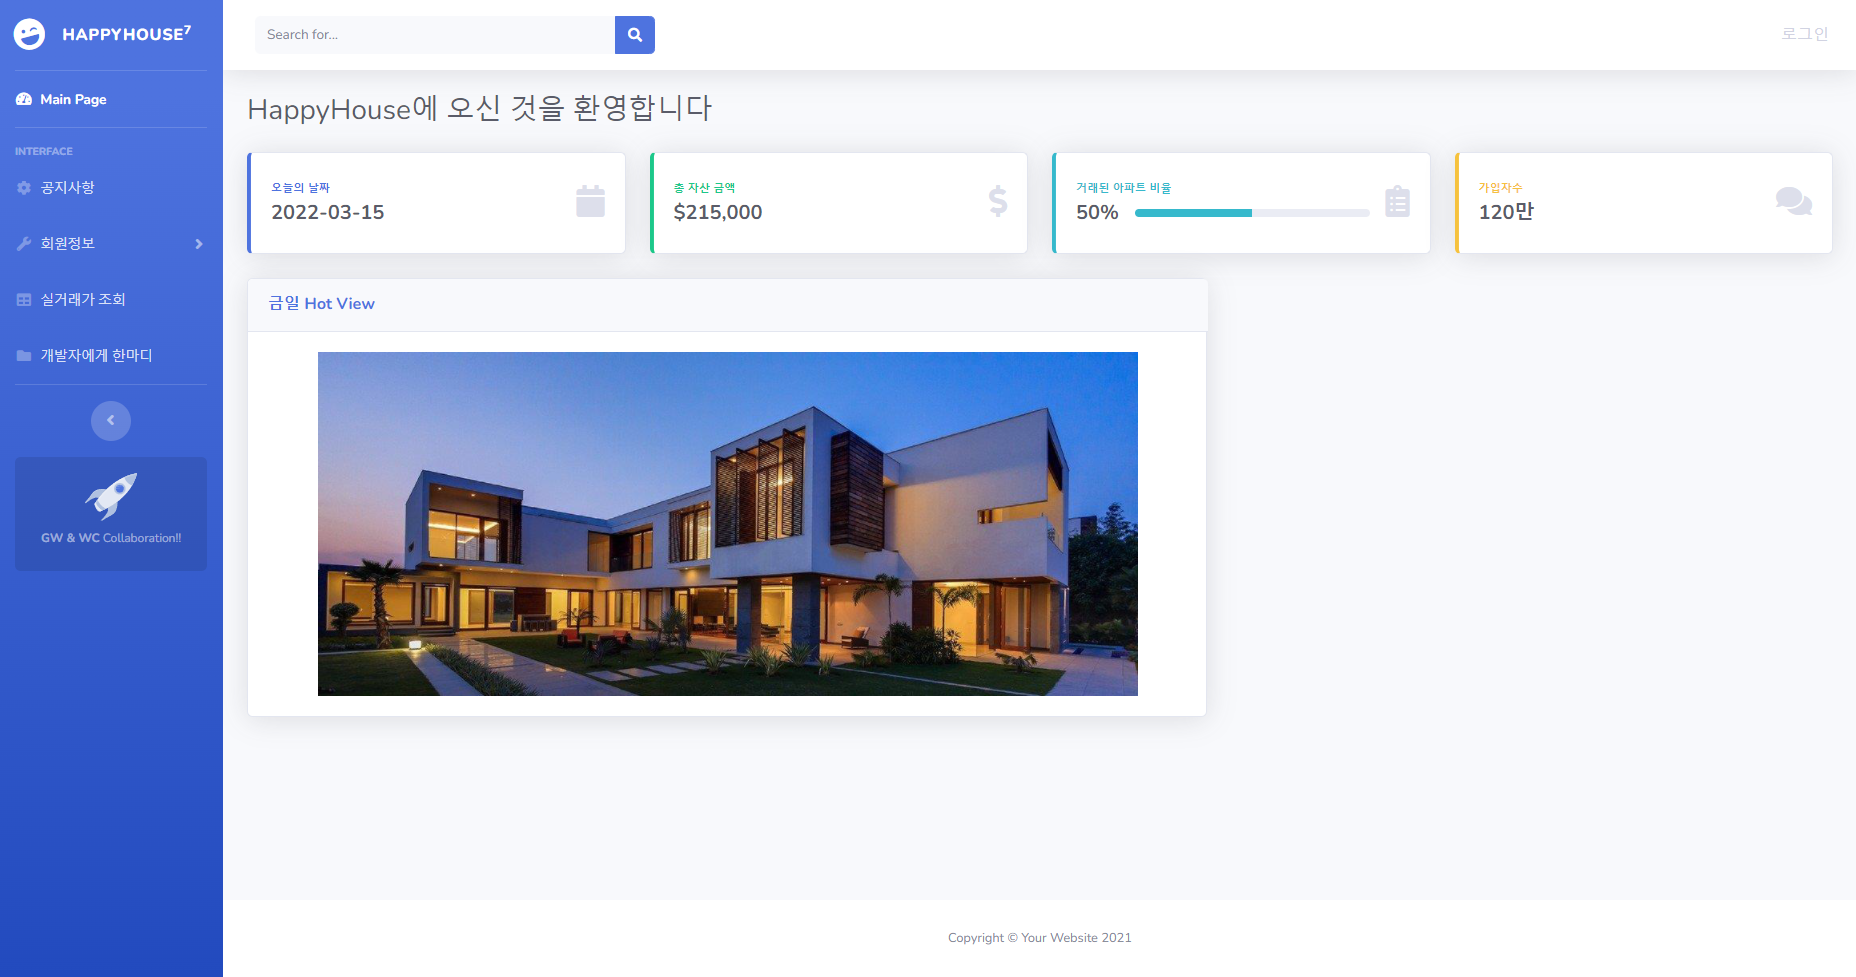 HAPPYHOUSE7
Search for...
로그인
Main Page
INTERFACE
공지사항
회원정보
실거래가 조회
개발자에게 한마디
GW & WC Collaboration!!
HappyHouse에 오신 것을 환영합니다
오늘의 날짜
2022-03-15
총 자산 금액
$215,000
거래된 아파트 비율
50%
가입자수
120만
금일 Hot View
Copyright © Your Website 2021